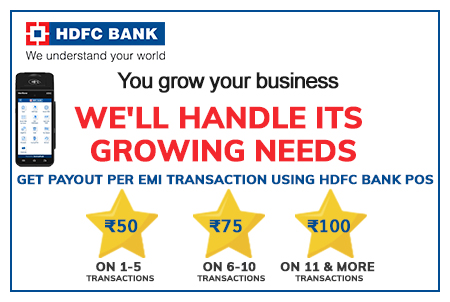 HDFC BANK
We understand your world
You grow your business
WE'LL HANDLE ITS
GROWING NEEDS
GET PAYOUT PER EMI TRANSACTION USING HDFC BANK POS
₹50
₹75
₹100
ON 1-5
TRANSACTIONS
ON 6-10
TRANSACTIONS
ON 11 & MORE
TRANSACTIONS